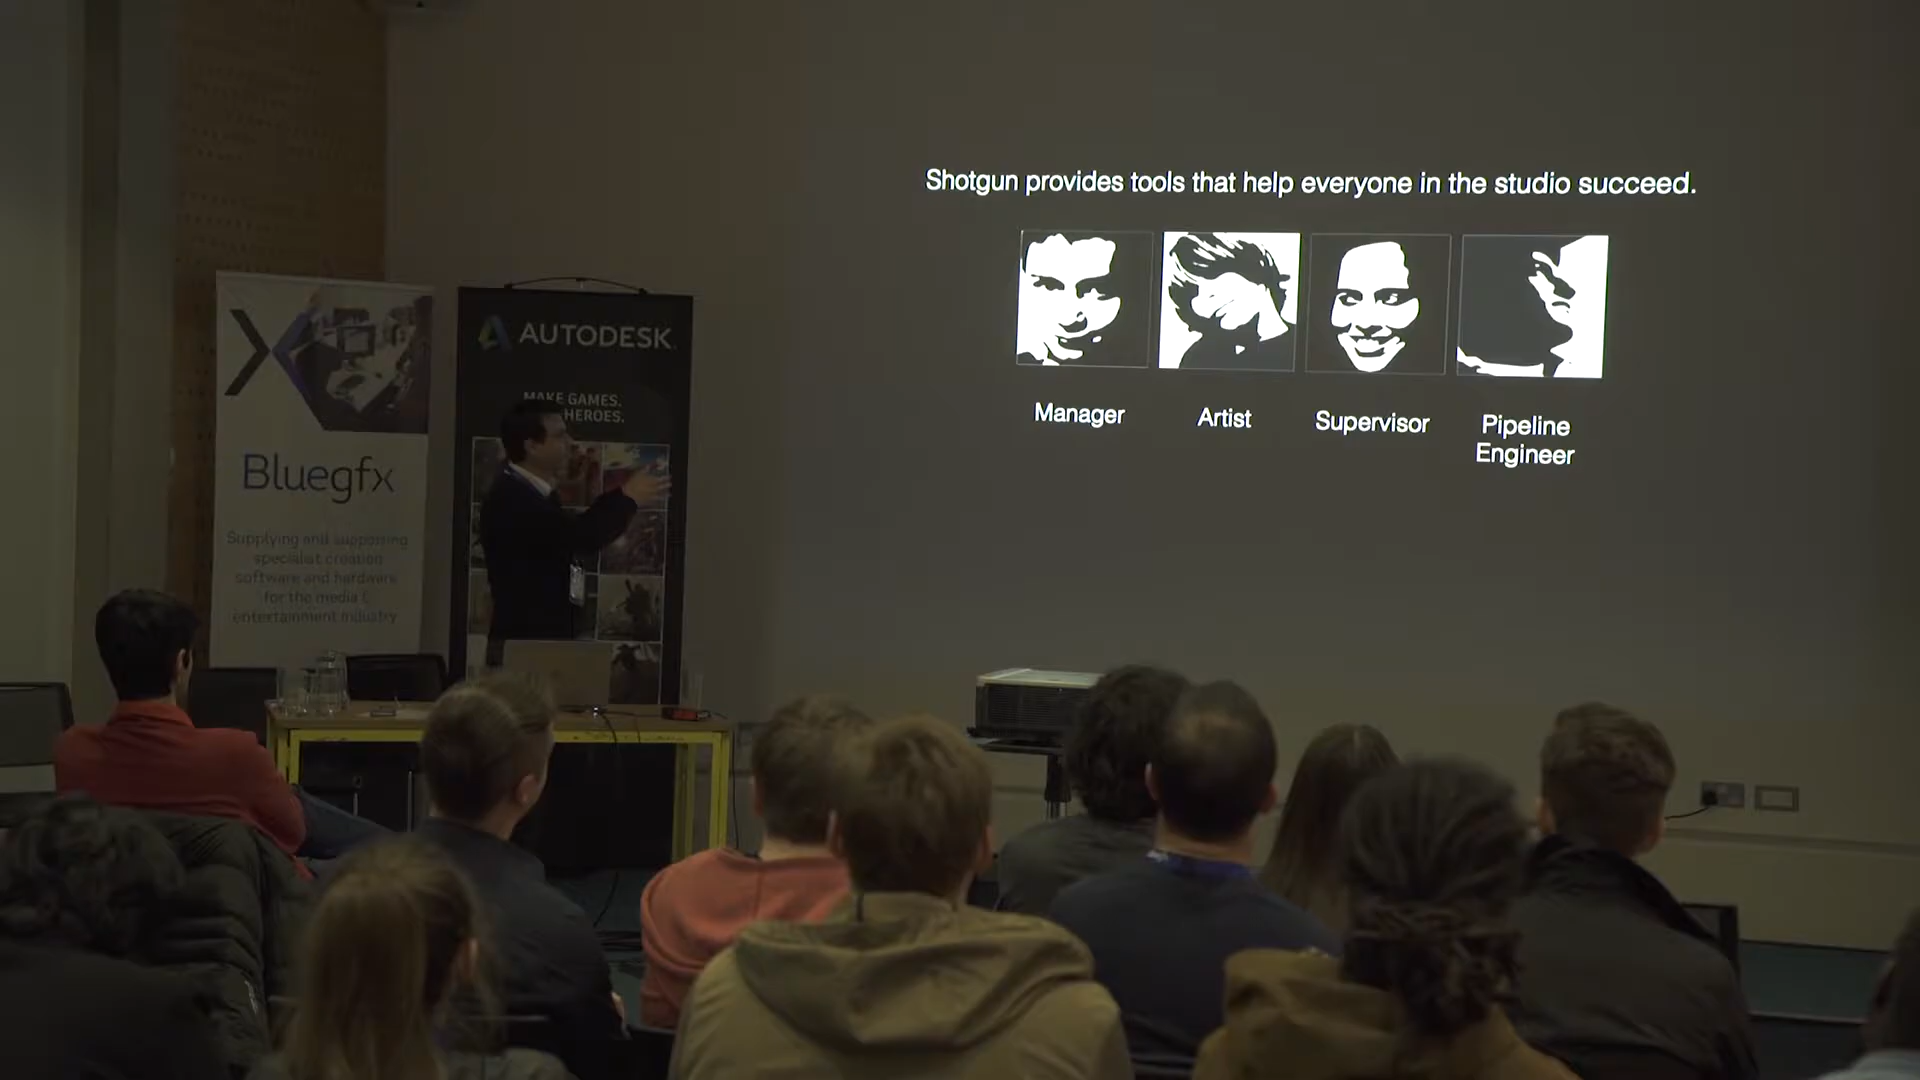 Shotgun provides tools that help everyone in the studio succeed.
Manager
Artist
Supervisor
Pipeline
Engineer
Bluegfx
Supplying and supporting
specialist creation
software and hardware
for the media &
entertainment industry
AUTODESK
MAKE GAMES.
HEROES.